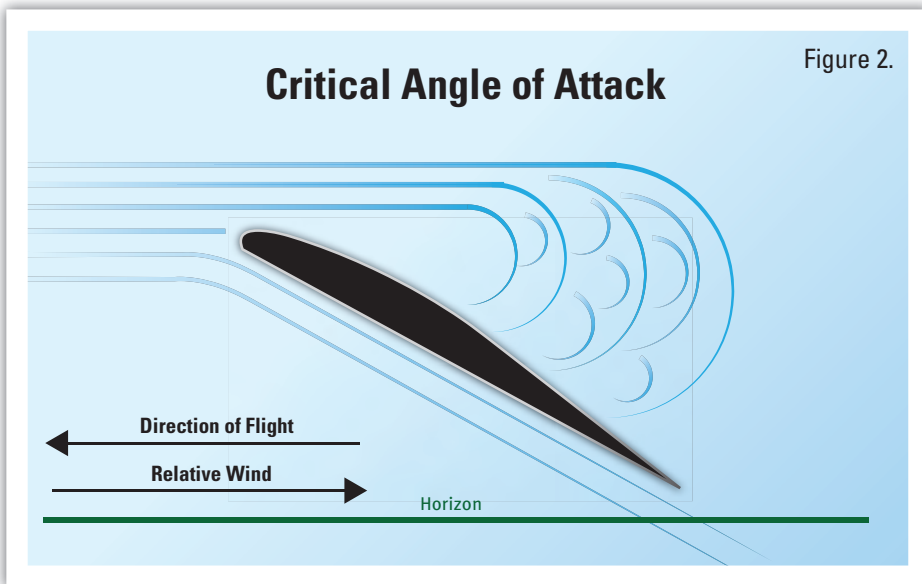 Figure 2.
Critical Angle of Attack
Direction of Flight
Relative Wind
Horizon